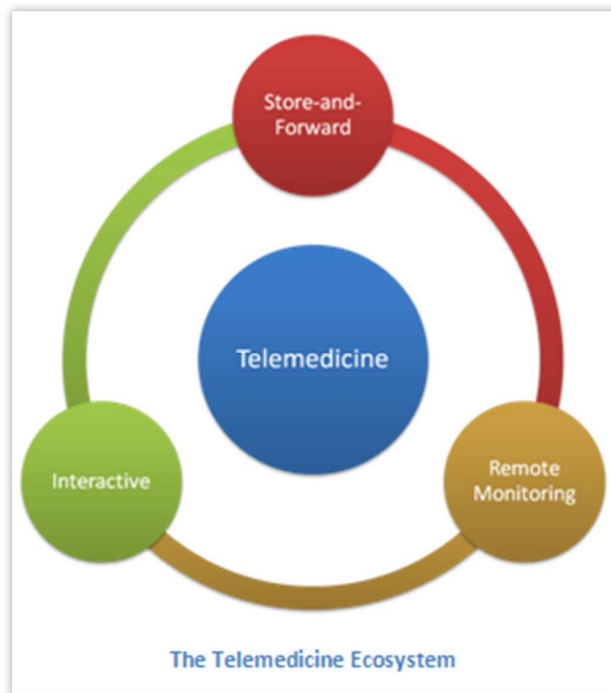 Store-and-
Forward
Telemedicine
Interactive
Remote
Monitoring
The Telemedicine Ecosystem